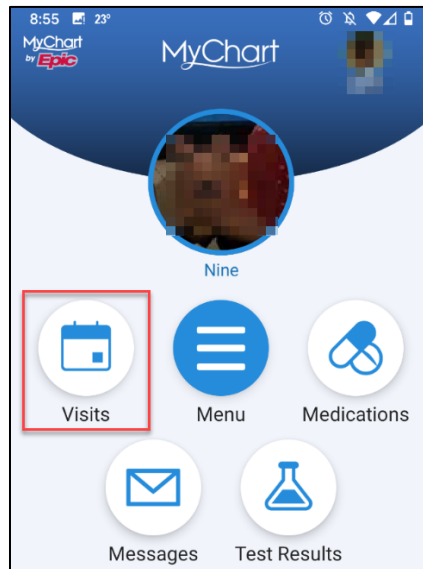 8:55 23°
MyChart
by Epic
MyChart
Nine
Visits
Menu
Medications
Messages
Test Results